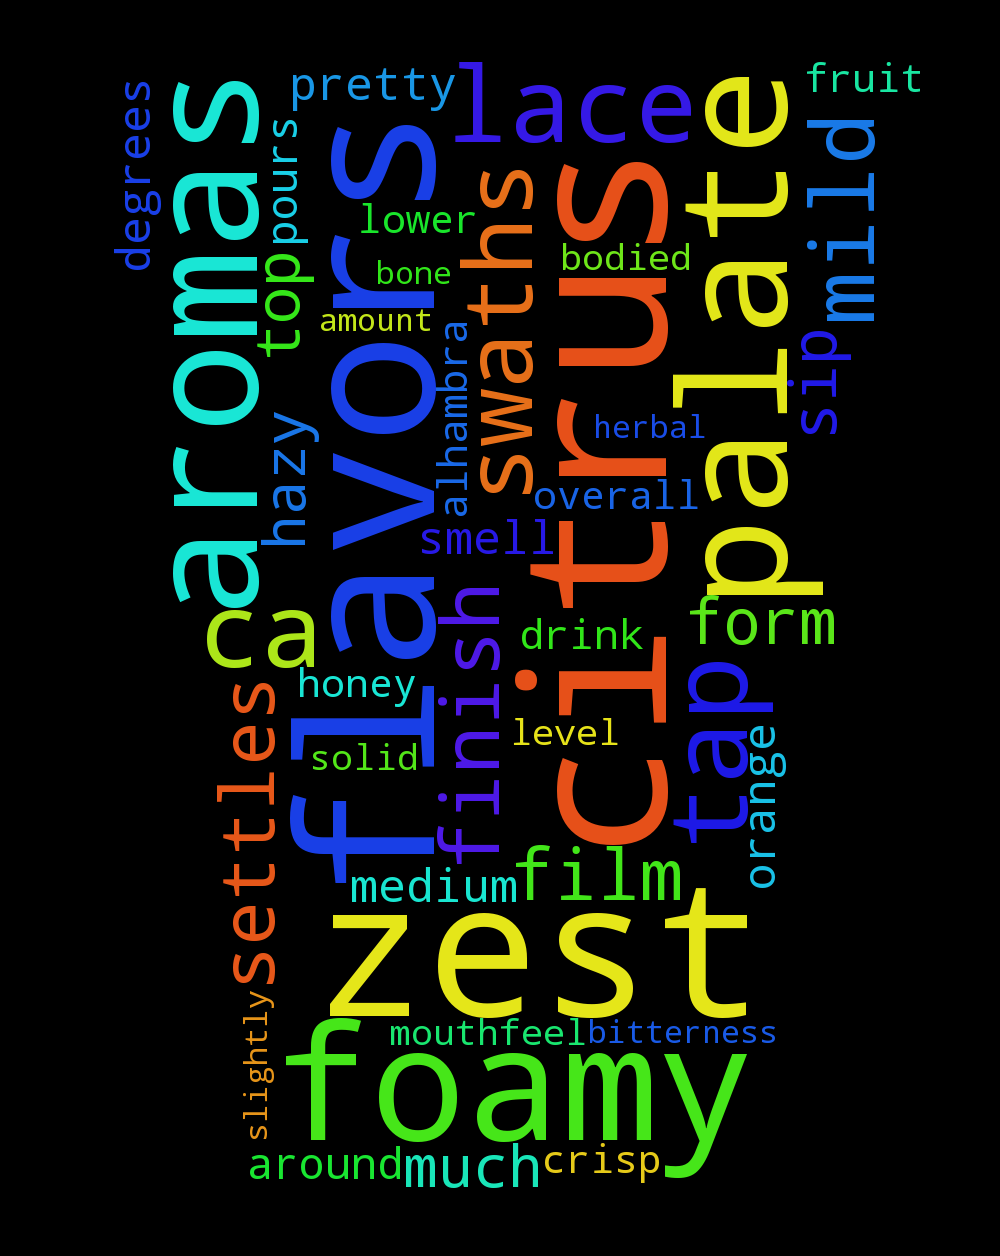 degrees
aromas
pours
pretty
flavors
lace
palate
fruit
mild
top
lower
swaths
citrus
bodied
bone
amount
alhambra
sip
hazy
herbal
overall
smell
ca
finish
drink
form
honey
settles
tap
level
solid
orange
medium
film
zest
slightly
mouthfeel
bitterness
foamy
around
much
crisp